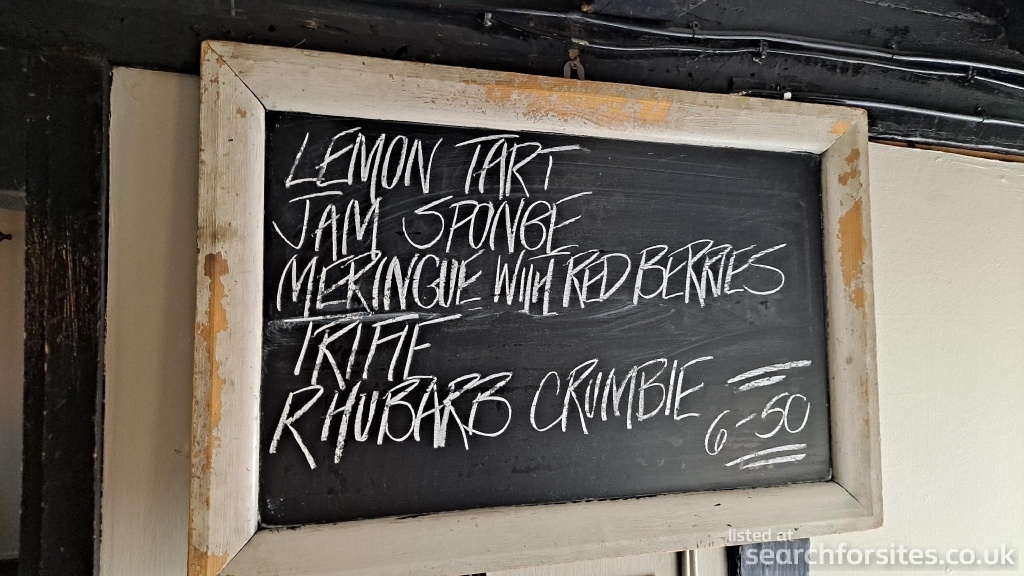 LEMON TART
JAM SPONGE
MERINGUE WITH RED BERRIES
TRIFLE
RHUBARB CRUMBLE
6-50
listed at
searchforsites.co.uk